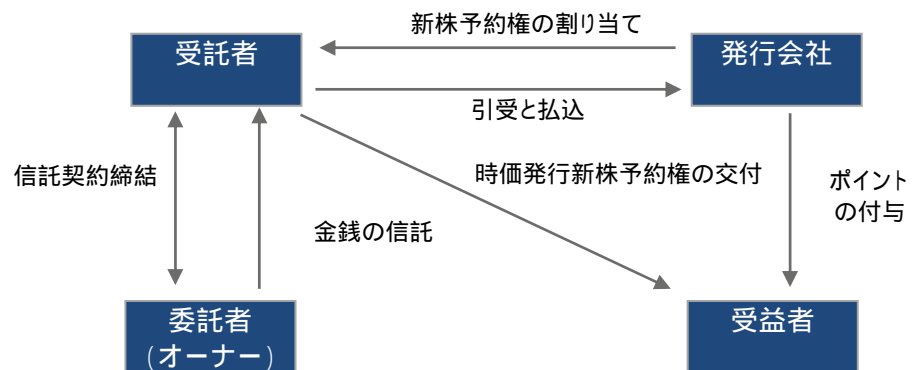 新株予約権の割り当て
受託者
発行会社
引受と払込
信託契約締結
時価発行新株予約権の交付
ポイント
の付与
金銭の信託
委託者
(オーナー)
受益者